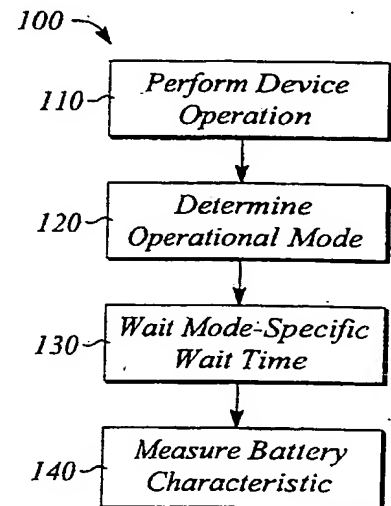 100
110
Perform Device
Operation
120
Determine
Operational Mode
130
Wait Mode-Specific
Wait Time
140
Measure Battery
Characteristic